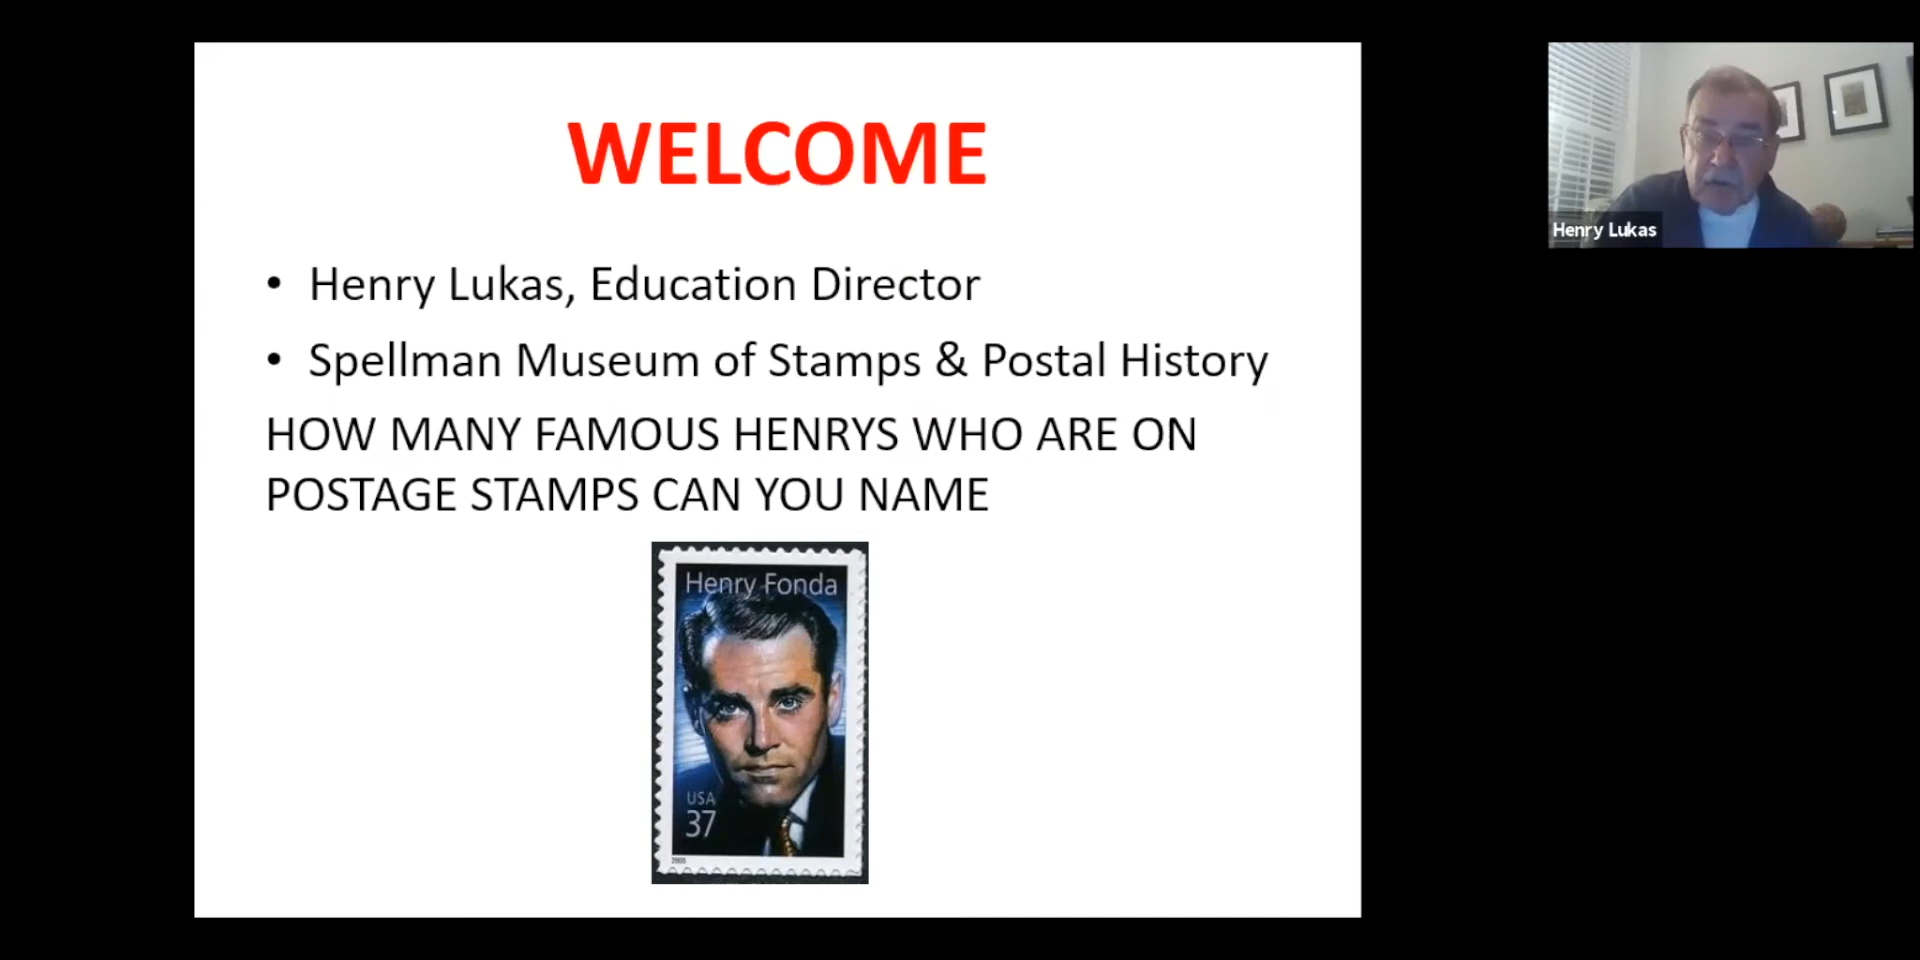 WELCOME
• Henry Lukas, Education Director
• Spellman Museum of Stamps & Postal History
HOW MANY FAMOUS HENRYS WHO ARE ON
POSTAGE STAMPS CAN YOU NAME
Henry Fonda
USA
37
2005
Henry Lukas